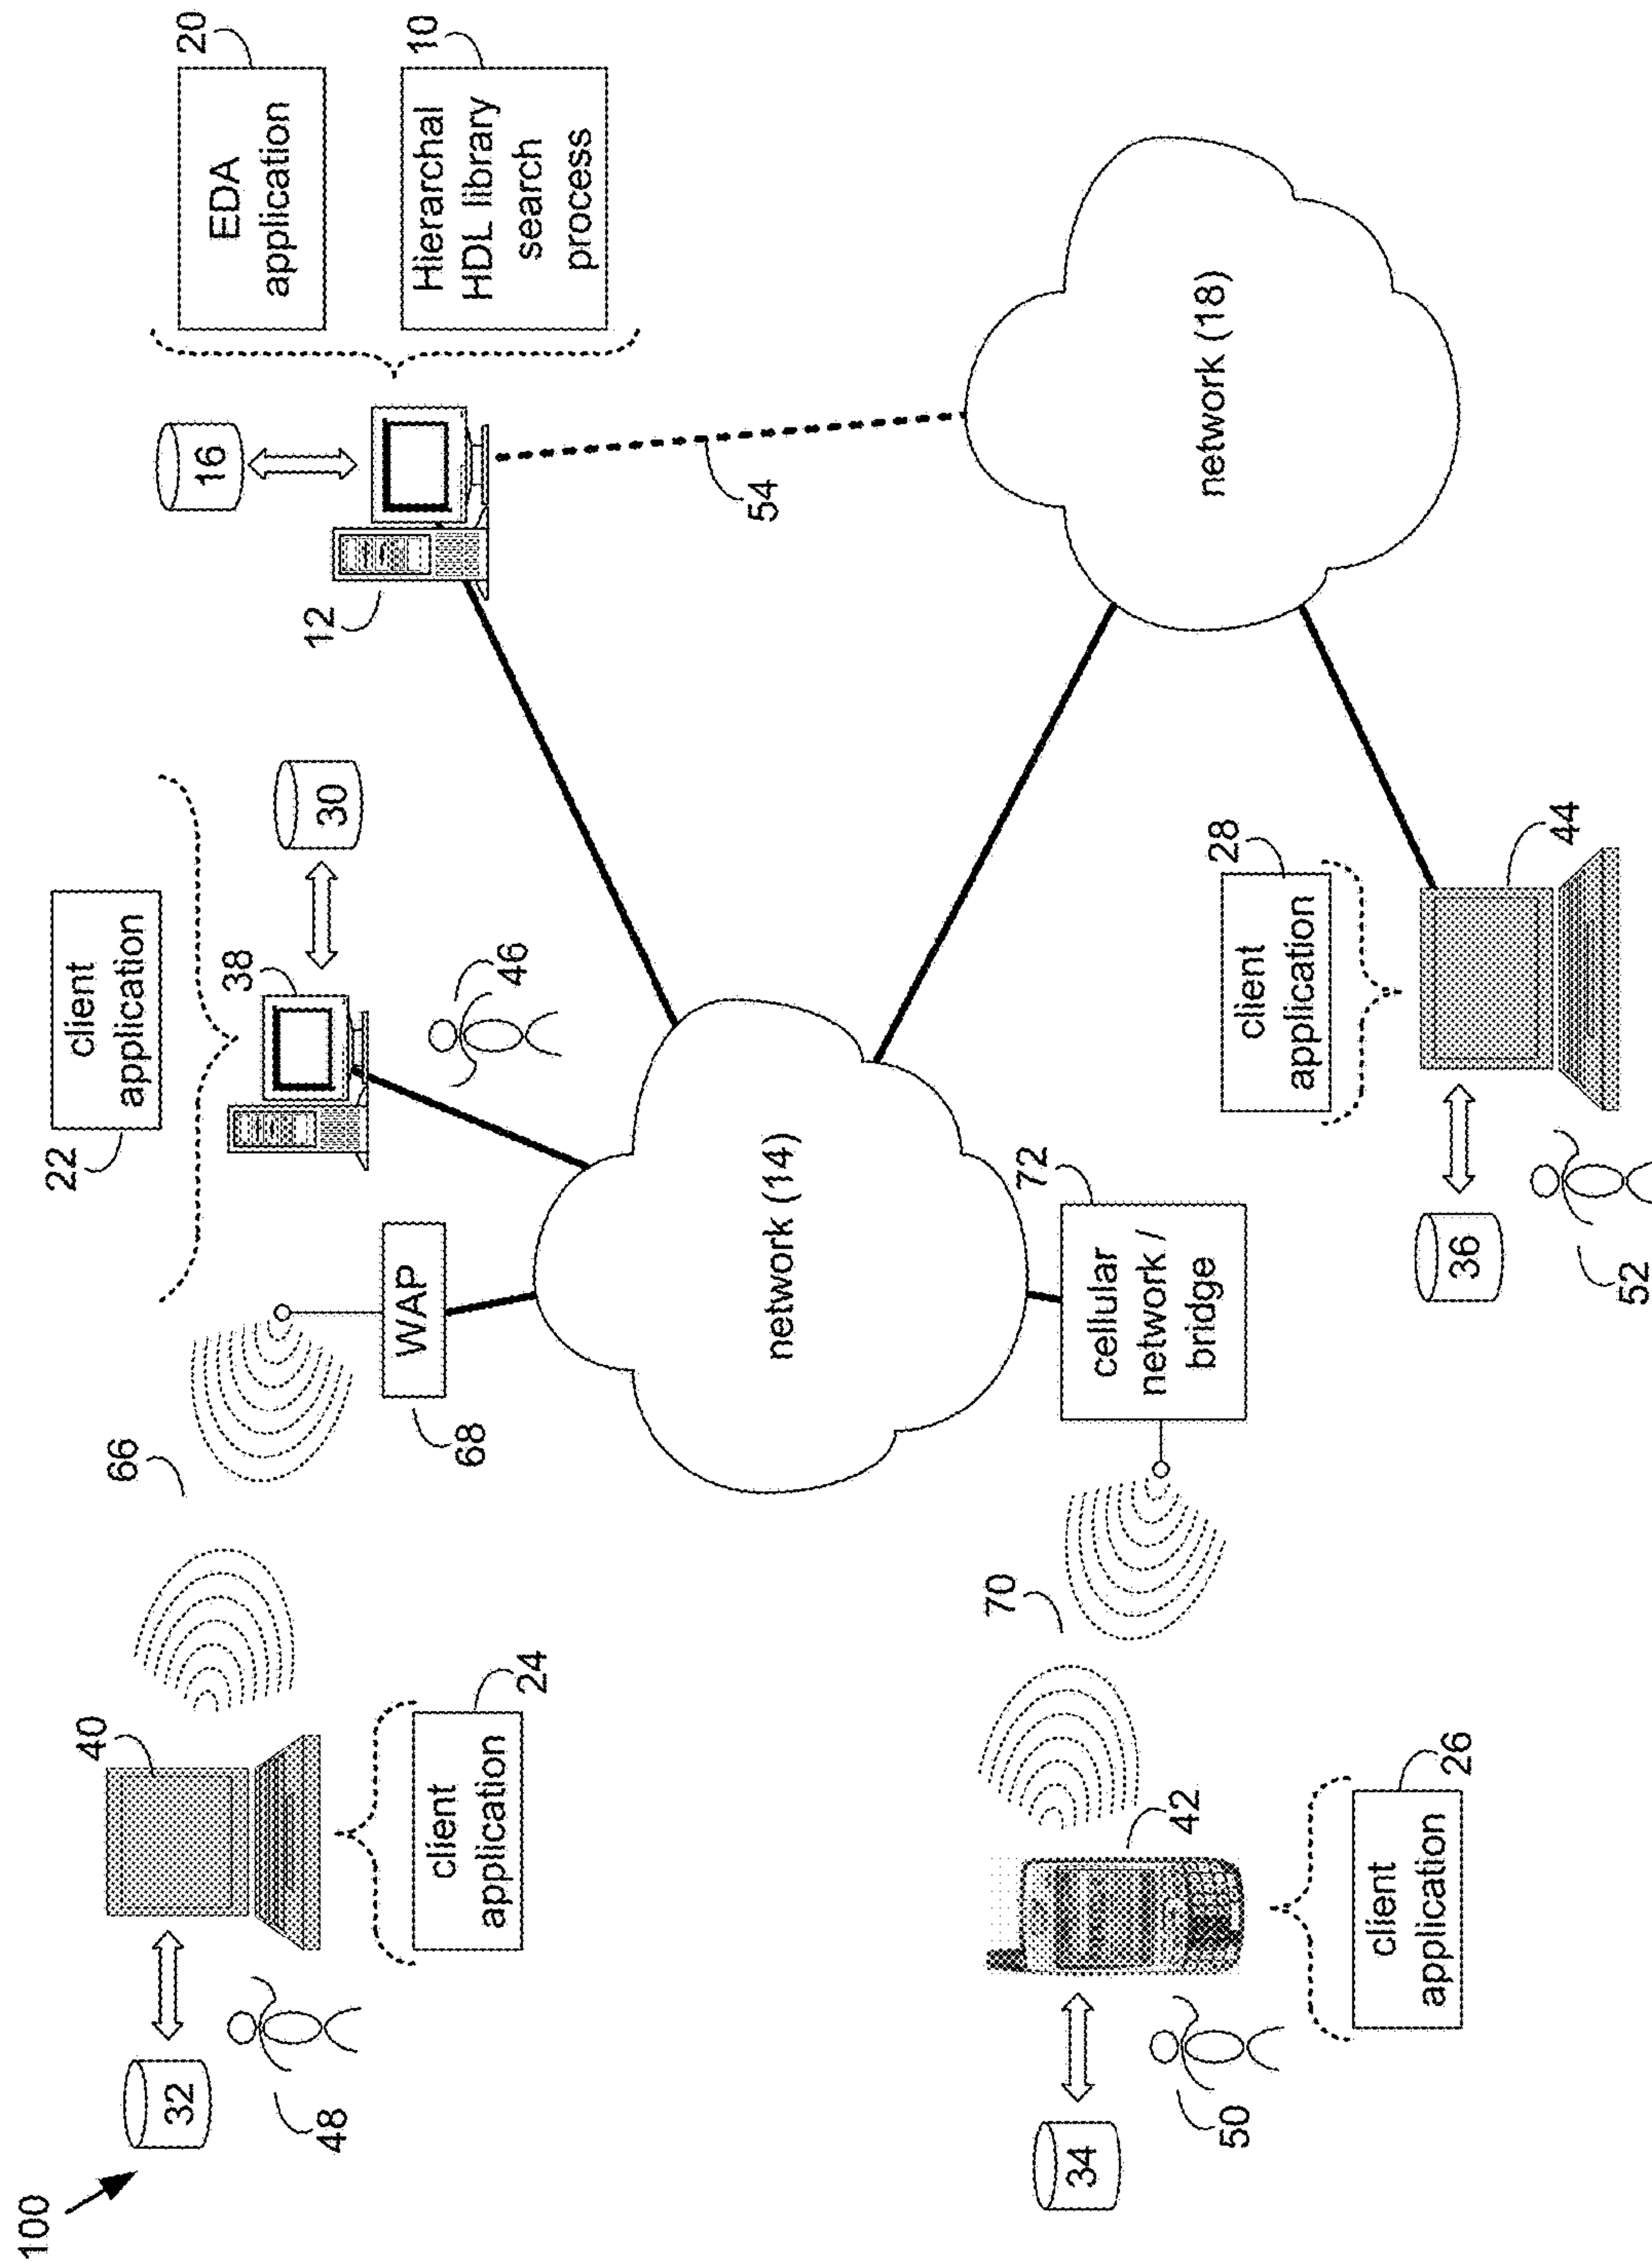 100
32
48
40
client
application
24
66
WAP
68
22
client
application
38
30
46
16
12
EDA
application
20
Hierarchal
HDL library
search
process
10
54
network (14)
network (18)
34
50
42
client
application
26
70
cellular
network /
bridge
72
client
application
28
36
52
44